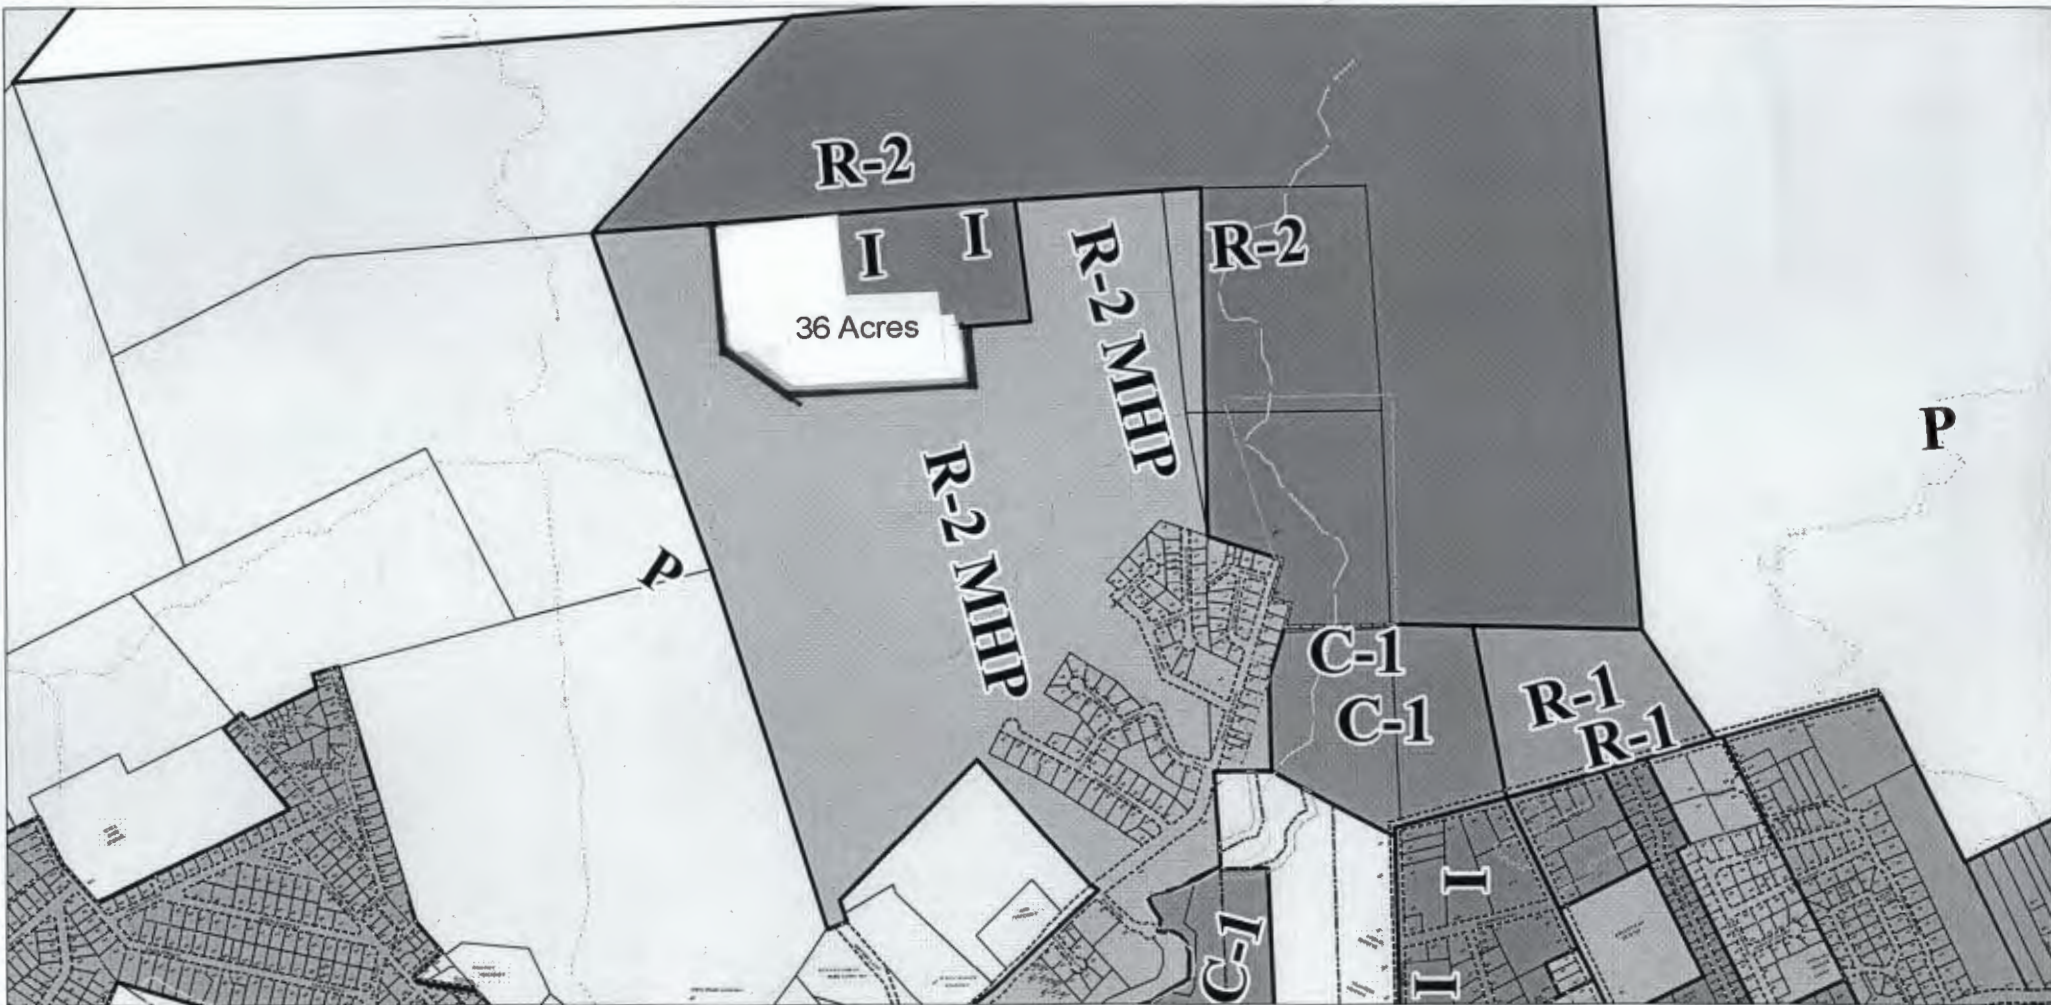 R-2
I
I
R-2 MHP
R-2
36 Acres
P
R-2 MHP
P
C-1
C-1
R-1
R-1
I
C-1
I